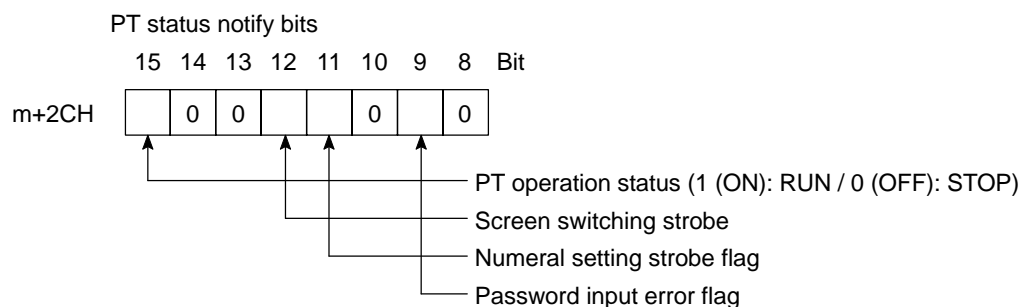 PT status notify bits
15 14 13 12 11 10 9 8 Bit
m+2CH 0 0 0 0
PT operation status (1 (ON): RUN / 0 (OFF): STOP)
Screen switching strobe
Numeral setting strobe flag
Password input error flag